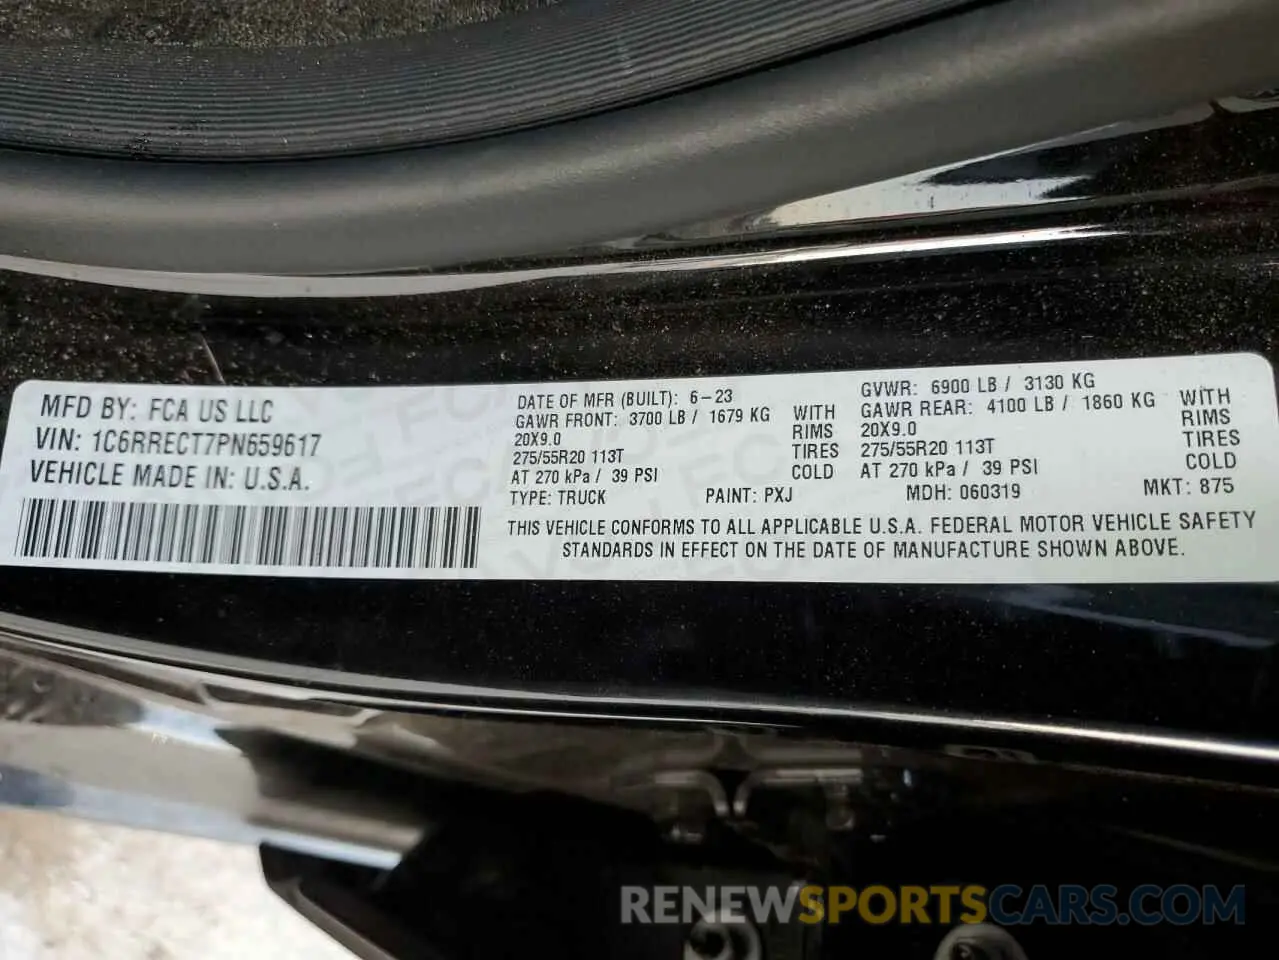 MFD BY: FCA US LLC
VIN: 1C6RRECT7PN659617
VEHICLE MADE IN: U.S.A.
DATE OF MFR (BUILT): 6-23
GAWR FRONT: 3700 LB / 1679 KG WITH
20X9.0 RIMS
275/55R20 113T TIRES
AT 270 kPa / 39 PSI COLD
GVWR: 6900 LB / 3130 KG
GAWR REAR: 4100 LB / 1860 KG WITH
20X9.0 RIMS
275/55R20 113T TIRES
AT 270 kPa / 39 PSI COLD
TYPE: TRUCK PAINT: PXJ MDH: 060319 MKT: 875
THIS VEHICLE CONFORMS TO ALL APPLICABLE U.S.A. FEDERAL MOTOR VEHICLE SAFETY
STANDARDS IN EFFECT ON THE DATE OF MANUFACTURE SHOWN ABOVE.
RENEWSPORTSCARS.COM